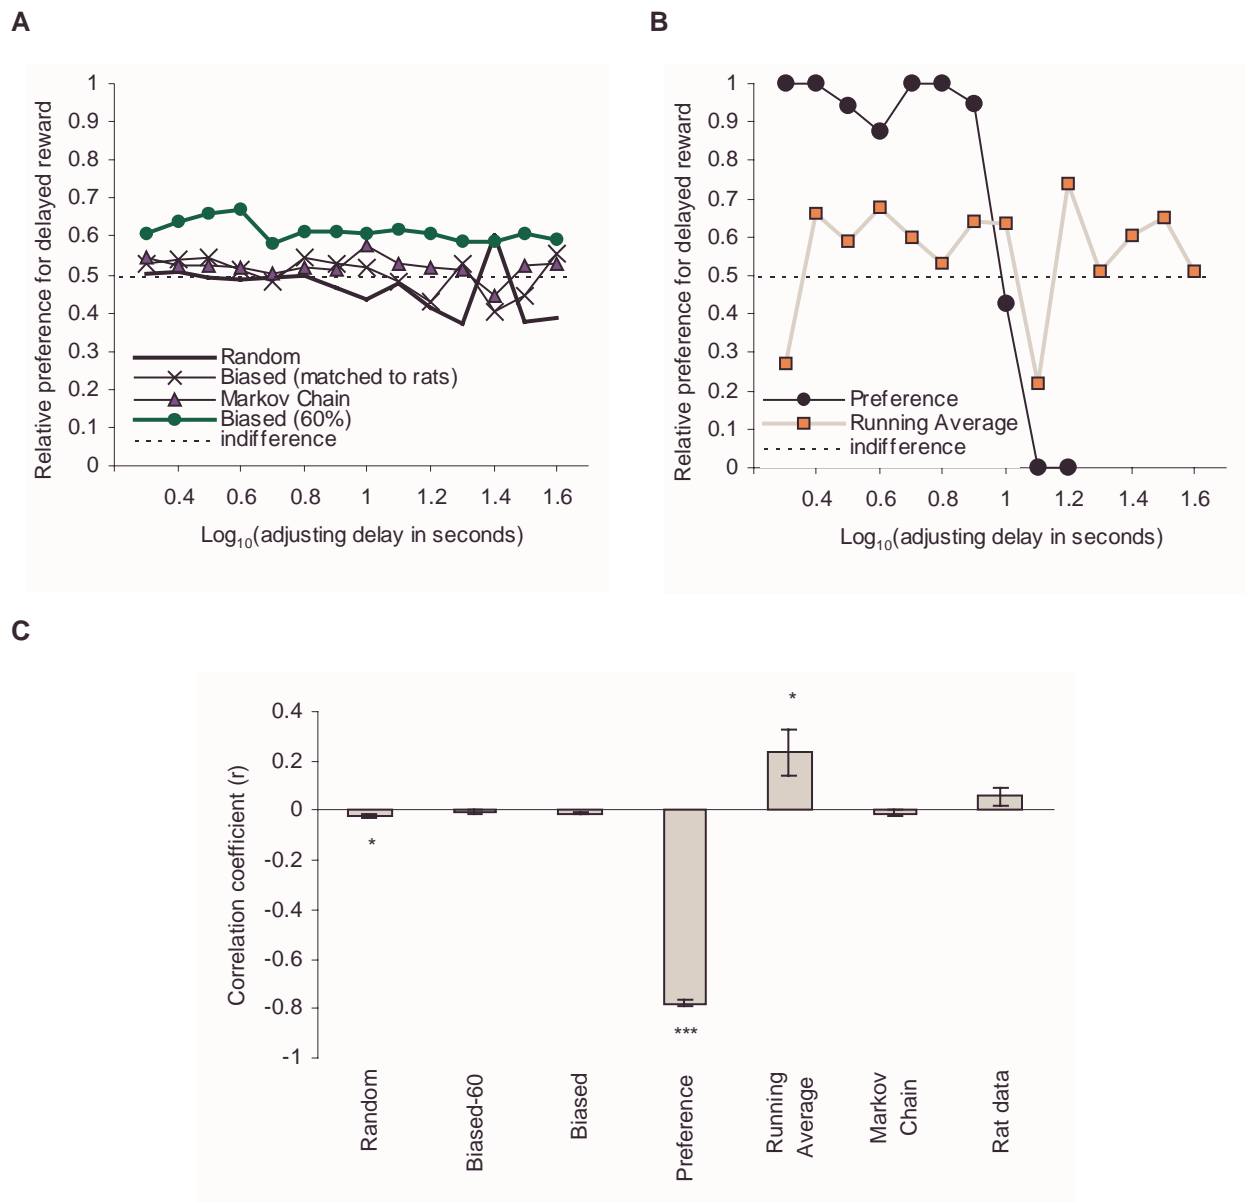 A
Relative preference for delayed reward
1
0.9
0.8
0.7
0.6
0.5
0.4
0.3
0.2
0.1
0
Random
Biased (matched to rats)
Markov Chain
Biased (60%)
indifference
0.4 0.6 0.8 1 1.2 1.4 1.6
Log10(adjusting delay in seconds)
B
Relative preference for delayed reward
1
0.9
0.8
0.7
0.6
0.5
0.4
0.3
0.2
0.1
0
Preference
Running Average
indifference
0.4 0.6 0.8 1 1.2 1.4 1.6
Log10(adjusting delay in seconds)
C
Correlation coefficient (r)
0.4
0.2
0
-0.2
-0.4
-0.6
-0.8
-1
*
***
*
Random
Biased-60
Biased
Preference
Running
Average
Markov
Chain
Rat data